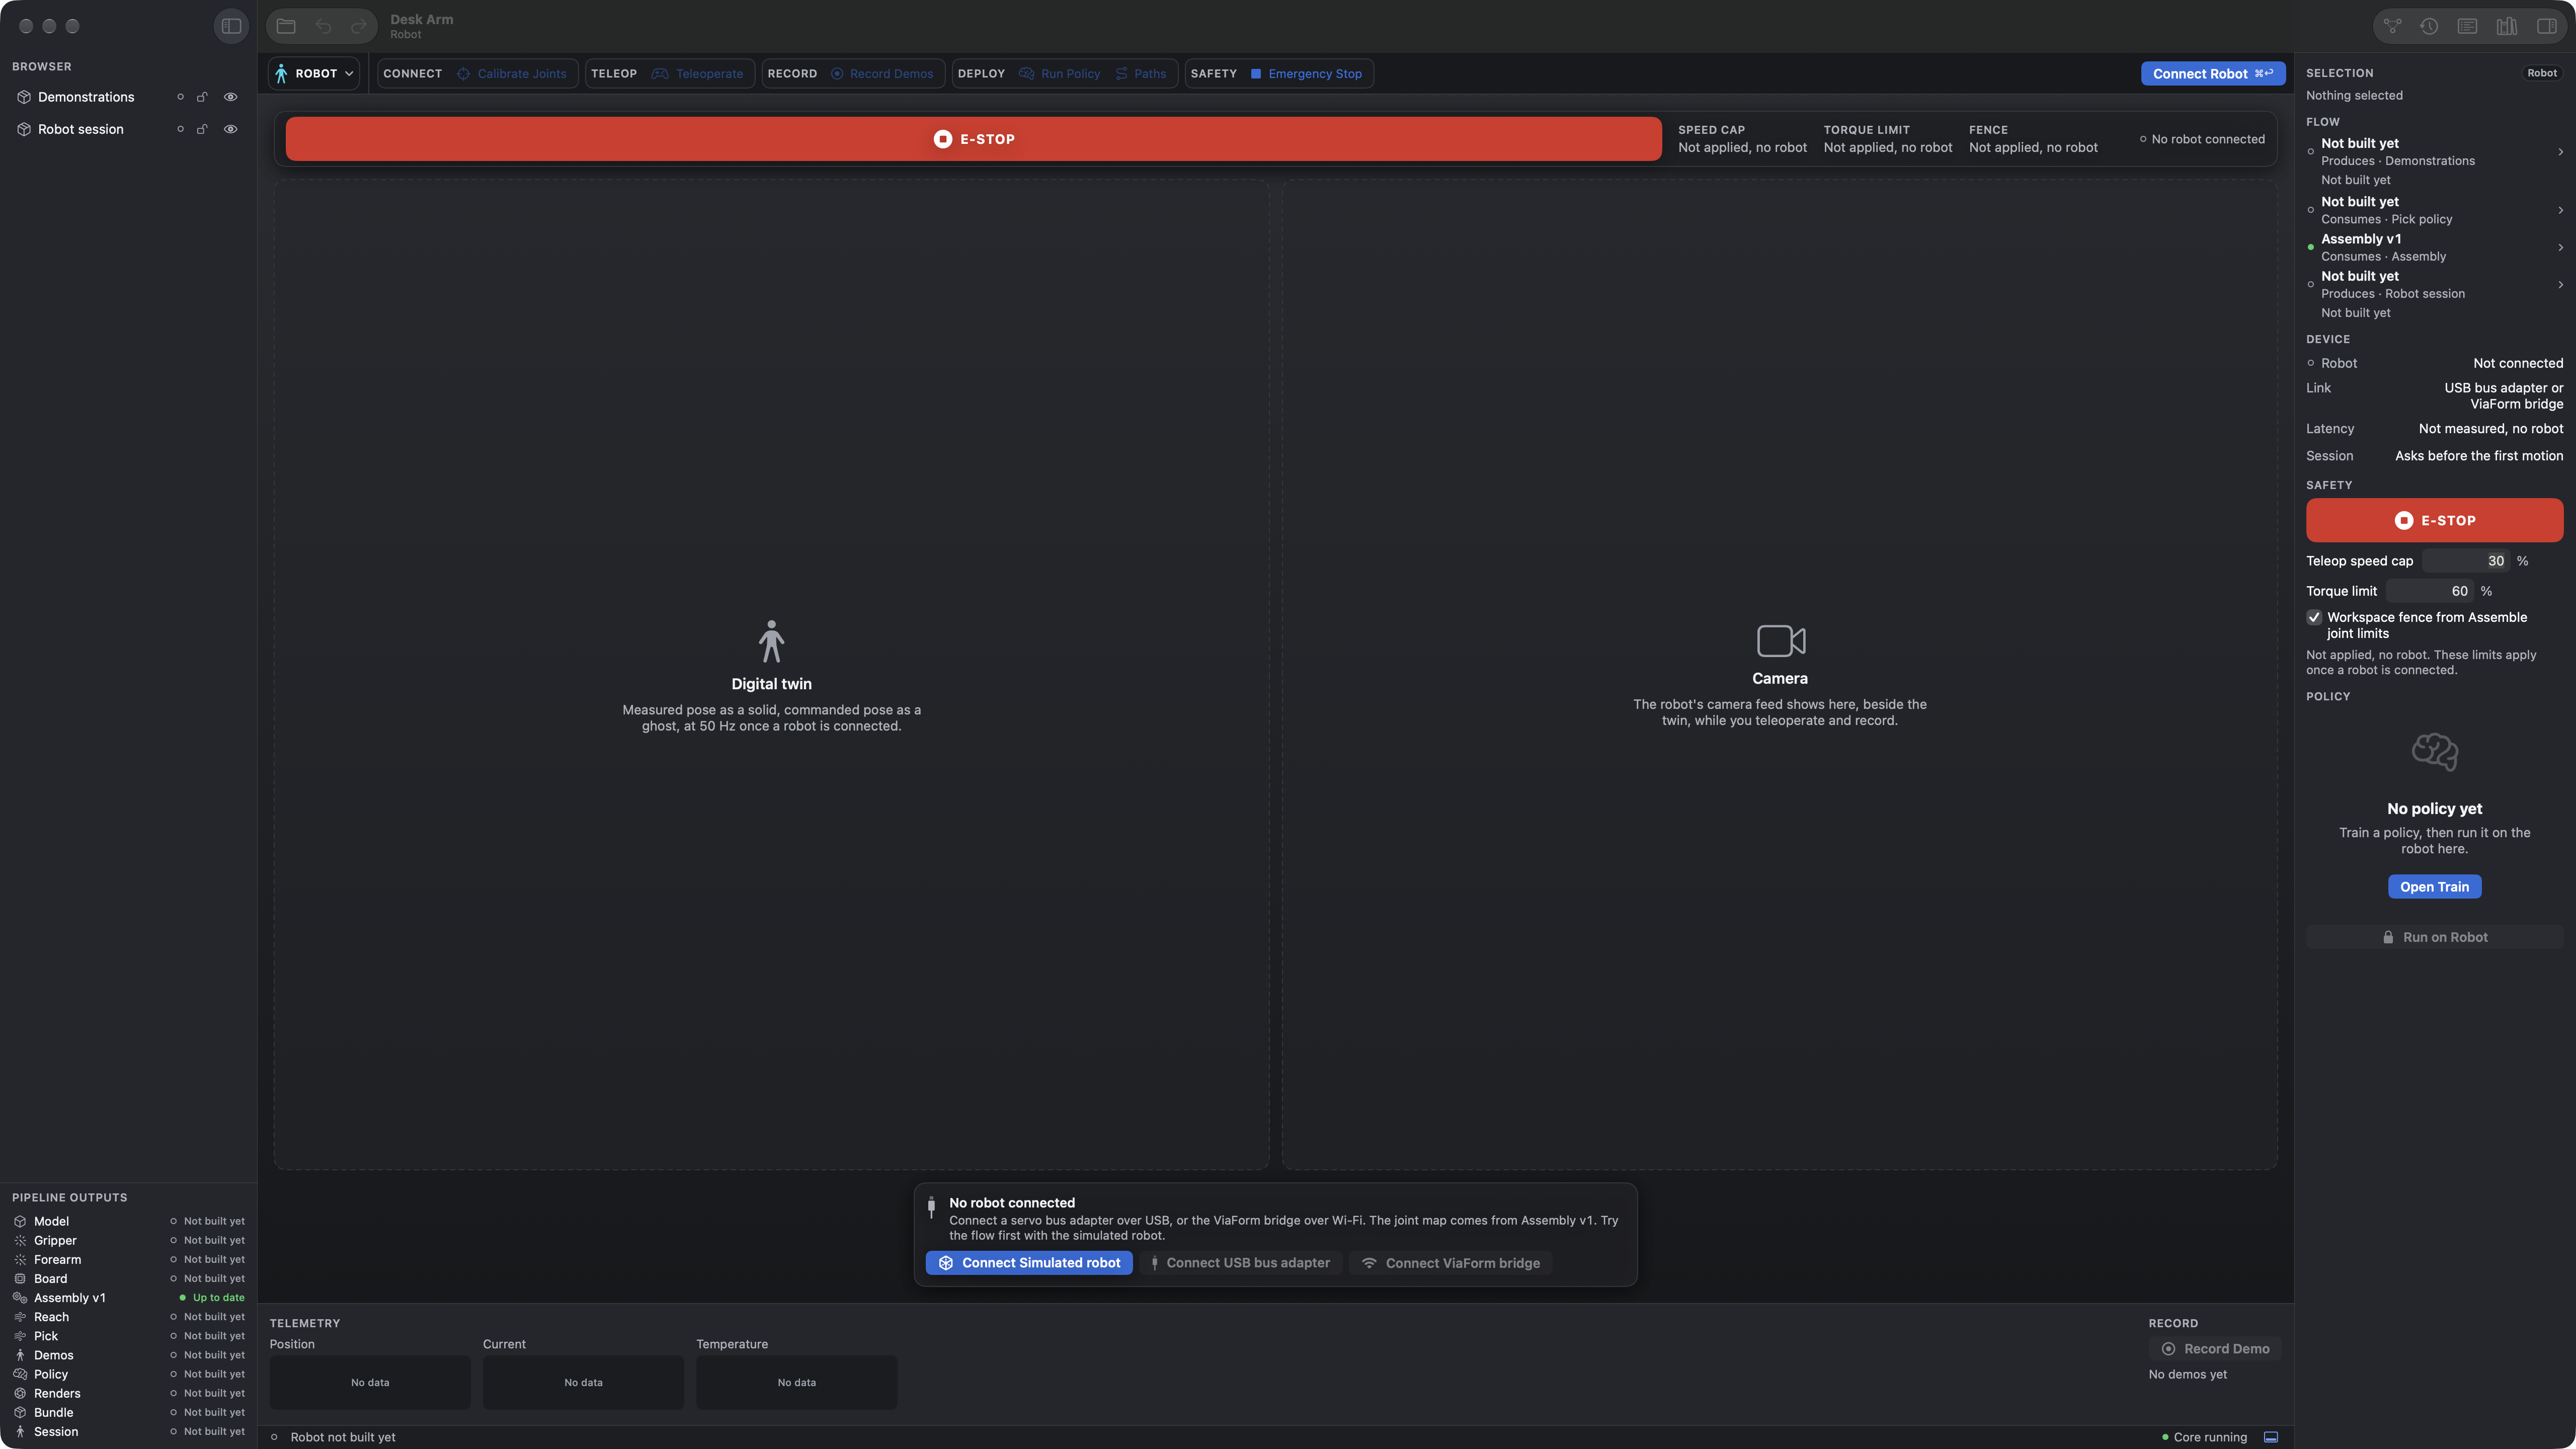 Desk Arm
Robot
BROWSER
Demonstrations
Robot session
ROBOT
CONNECT
Calibrate Joints
TELEOP
Teleoperate
RECORD
Record Demos
DEPLOY
Run Policy
Paths
SAFETY
Emergency Stop
Connect Robot ⌘↩
E-STOP
SPEED CAP
Not applied, no robot
TORQUE LIMIT
Not applied, no robot
FENCE
Not applied, no robot
No robot connected
Digital twin
Measured pose as a solid, commanded pose as a
ghost, at 50 Hz once a robot is connected.
Camera
The robot's camera feed shows here, beside the
twin, while you teleoperate and record.
No robot connected
Connect a servo bus adapter over USB, or the ViaForm bridge over Wi-Fi. The joint map comes from Assembly v1. Try
the flow first with the simulated robot.
Connect Simulated robot
Connect USB bus adapter
Connect ViaForm bridge
PIPELINE OUTPUTS
Model Not built yet
Gripper Not built yet
Forearm Not built yet
Board Not built yet
Assembly v1 Up to date
Reach Not built yet
Pick Not built yet
Demos Not built yet
Policy Not built yet
Renders Not built yet
Bundle Not built yet
Session Not built yet
TELEMETRY
Position
No data
Current
No data
Temperature
No data
RECORD
Record Demo
No demos yet
Robot not built yet
Core running
SELECTION
Robot
Nothing selected
FLOW
Not built yet
Produces · Demonstrations
Not built yet
Not built yet
Consumes · Pick policy
Assembly v1
Consumes · Assembly
Not built yet
Produces · Robot session
Not built yet
DEVICE
Robot Not connected
Link USB bus adapter or
ViaForm bridge
Latency Not measured, no robot
Session Asks before the first motion
SAFETY
E-STOP
Teleop speed cap 30 %
Torque limit 60 %
Workspace fence from Assemble
joint limits
Not applied, no robot. These limits apply
once a robot is connected.
POLICY
No policy yet
Train a policy, then run it on the
robot here.
Open Train
Run on Robot